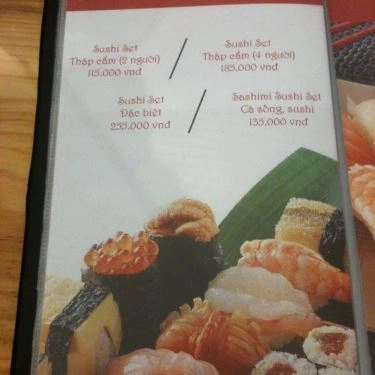 Sushi Set
Thập cẩm (2 người)
115.000 vnđ
Sushi Set
Thập cẩm (4 người)
185.000 vnđ
Sushi Set
Đặc biệt
255.000 vnđ
Sashimi Sushi Set
Cá sống, sushi
135.000 vnđ